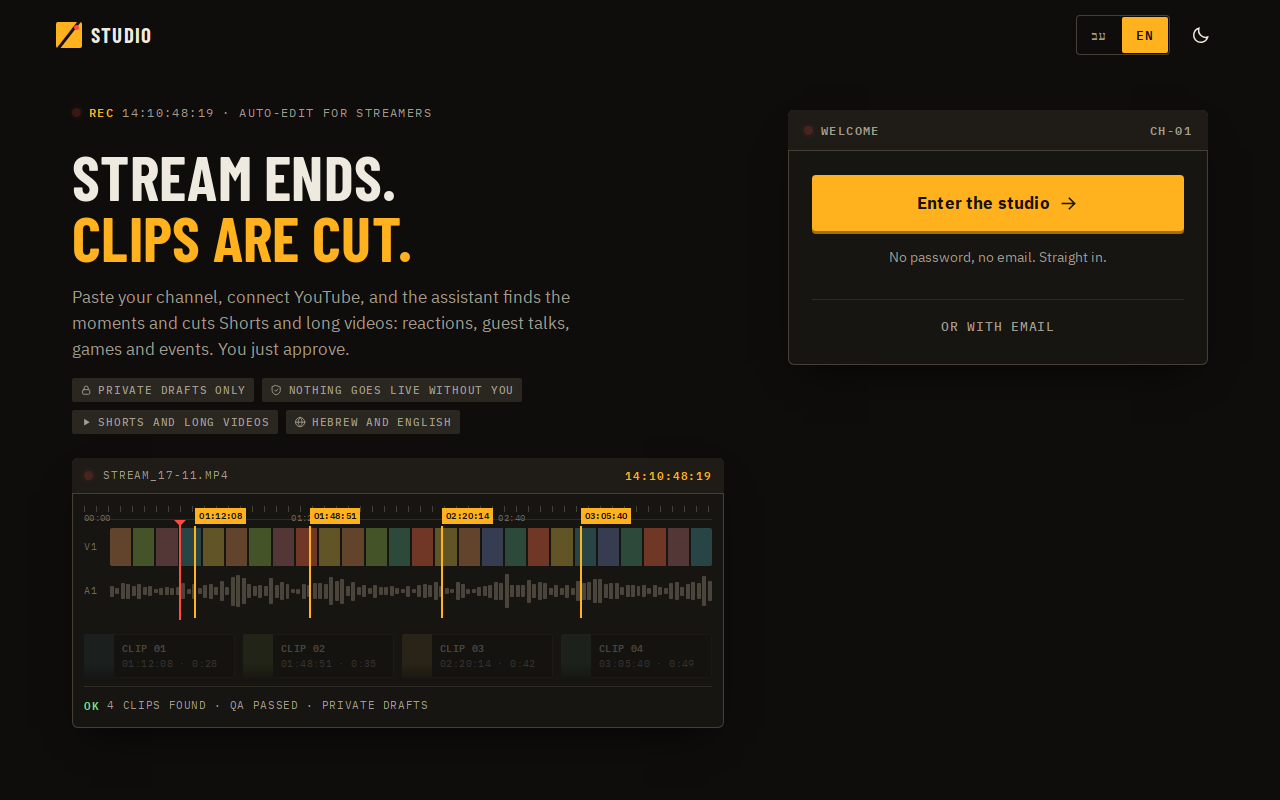 STUDIO
עב
EN
REC 14:10:48:19 · AUTO-EDIT FOR STREAMERS
STREAM ENDS.
CLIPS ARE CUT.
Paste your channel, connect YouTube, and the assistant finds the
moments and cuts Shorts and long videos: reactions, guest talks,
games and events. You just approve.
PRIVATE DRAFTS ONLY
NOTHING GOES LIVE WITHOUT YOU
SHORTS AND LONG VIDEOS
HEBREW AND ENGLISH
WELCOME
CH-01
Enter the studio →
No password, no email. Straight in.
OR WITH EMAIL
STREAM_17-11.MP4
14:10:48:19
00:00
01:12:08
01:48:51
02:20:14
02:40
03:05:40
V1
A1
CLIP 01
01:12:08 · 0:28
CLIP 02
01:48:51 · 0:35
CLIP 03
02:20:14 · 0:42
CLIP 04
03:05:40 · 0:49
OK 4 CLIPS FOUND · QA PASSED · PRIVATE DRAFTS